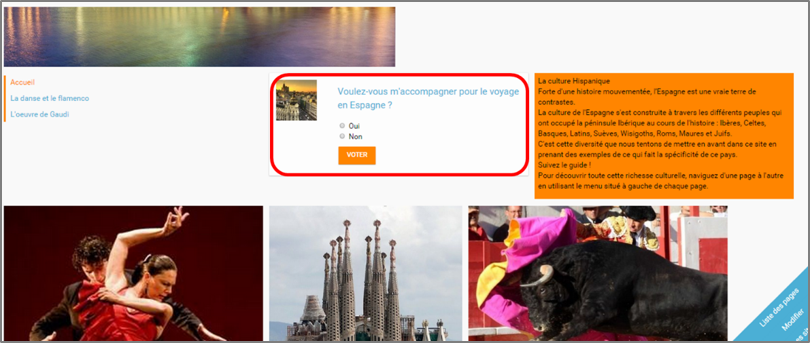 Accueil
La danse et le flamenco
L'oeuvre de Gaudi
Voulez-vous m'accompagner pour le voyage
en Espagne ?
Oui
Non
VOTER
La culture Hispanique
Forte d'une histoire mouvementée, l'Espagne est une vraie terre de
contrastes.
La culture de l'Espagne s'est construite à travers les différents peuples qui
ont occupé la péninsule Ibérique au cours de l'histoire : Ibères, Celtes,
Basques, Latins, Suèves, Wisigoths, Roms, Maures et Juifs.
C'est cette diversité que nous tentons de mettre en avant dans ce site en
prenant des exemples de ce qui fait la spécificité de ce pays.
Suivez le guide !
Pour découvrir toute cette richesse culturelle, naviguez d'une page à l'autre
en utilisant le menu situé à gauche de chaque page.
Liste des pages
Modifier